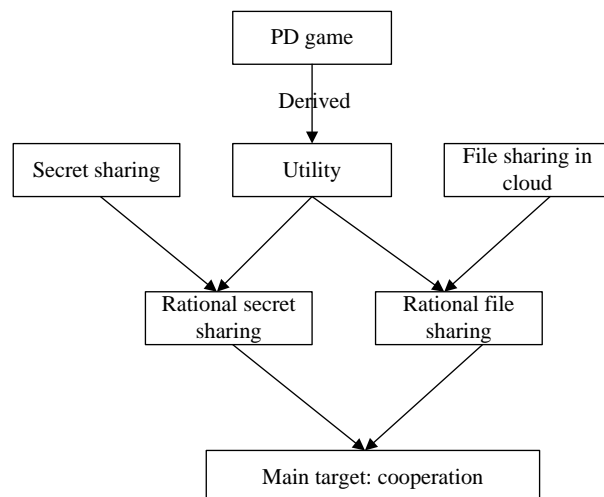 PD game
Derived
Secret sharing
Utility
File sharing in
cloud
Rational secret
sharing
Rational file
sharing
Main target: cooperation